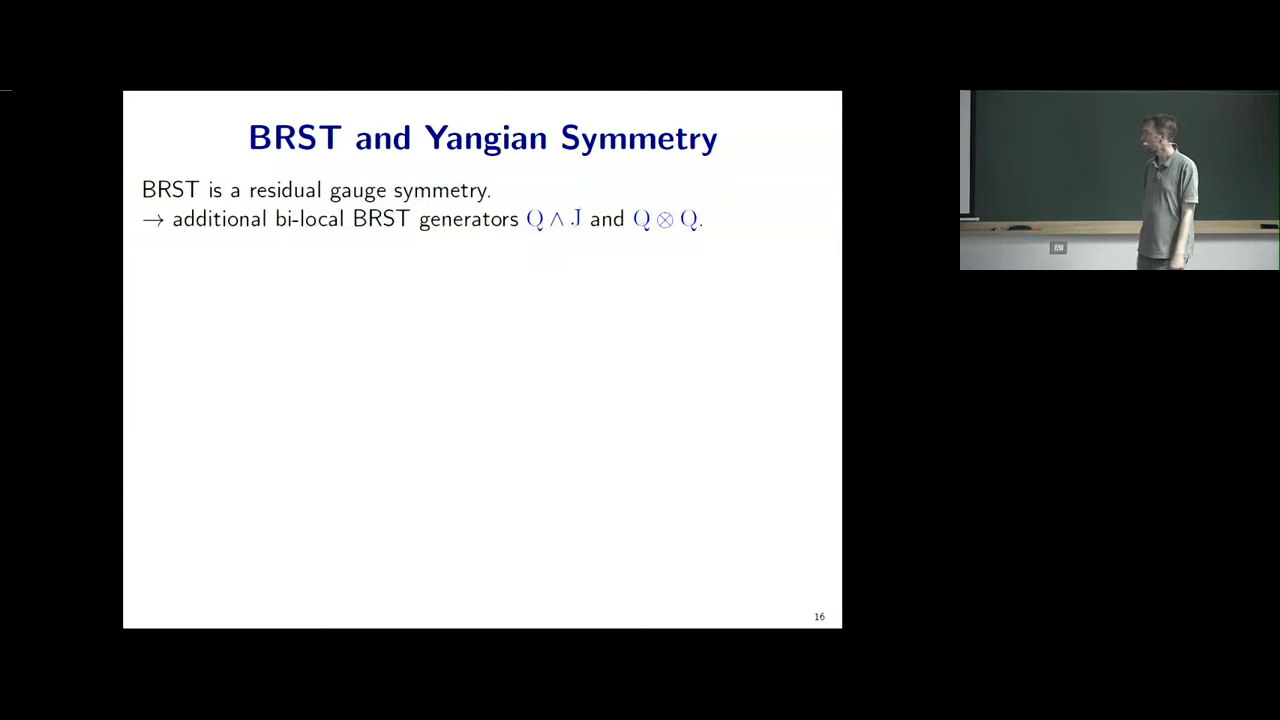 BRST and Yangian Symmetry
BRST is a residual gauge symmetry.
→ additional bi-local BRST generators Q ∧ J and Q ⊗ Q.
16